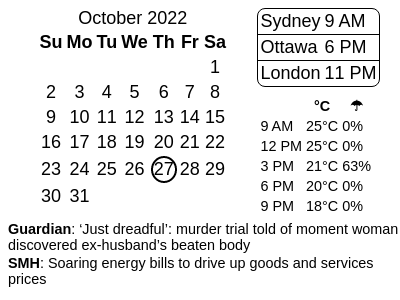 October 2022
Su Mo Tu We Th Fr Sa
1
2 3 4 5 6 7 8
9 10 11 12 13 14 15
16 17 18 19 20 21 22
23 24 25 26 27 28 29
30 31
Sydney 9 AM
Ottawa 6 PM
London 11 PM
°C ☂
9 AM 25°C 0%
12 PM 25°C 0%
3 PM 21°C 63%
6 PM 20°C 0%
9 PM 18°C 0%
Guardian: ‘Just dreadful’: murder trial told of moment woman
discovered ex-husband’s beaten body
SMH: Soaring energy bills to drive up goods and services
prices